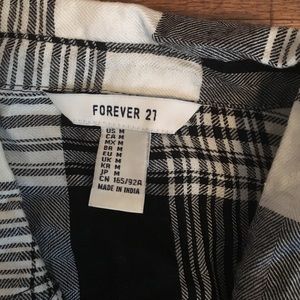 FOREVER 21
US M
CA M
MX M
BR M
EU M
UK M
KR M
JP M
CN 165/92A
MADE IN INDIA